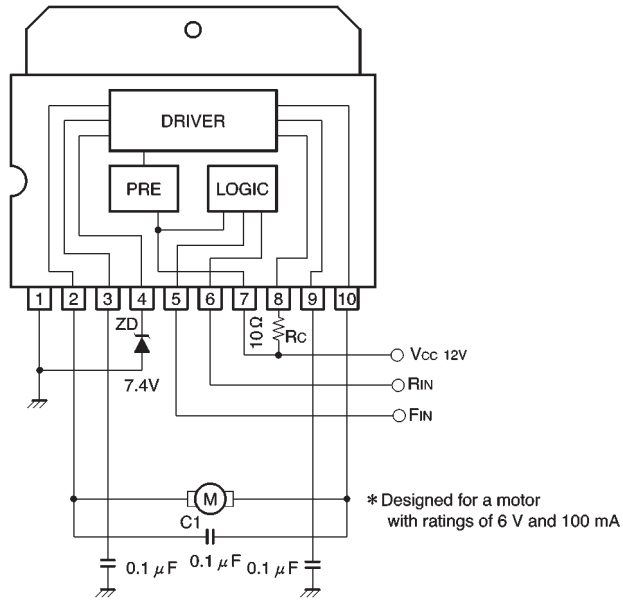 DRIVER
PRE
LOGIC
1 2 3 4 5 6 7 8 9 10
ZD
10Ω
RC
VCC 12V
7.4V
RIN
FIN
M
C1
* Designed for a motor
with ratings of 6 V and 100 mA
0.1 μF
0.1 μF
0.1 μF